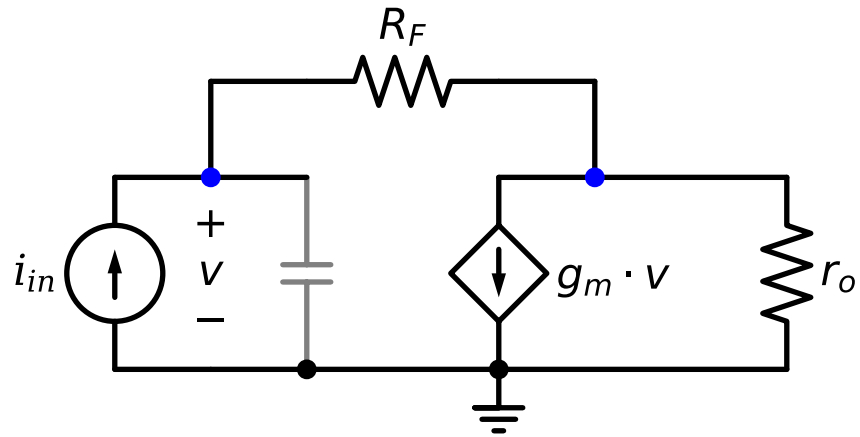 R_F
+
i_in
v
g_m · v
r_o
−